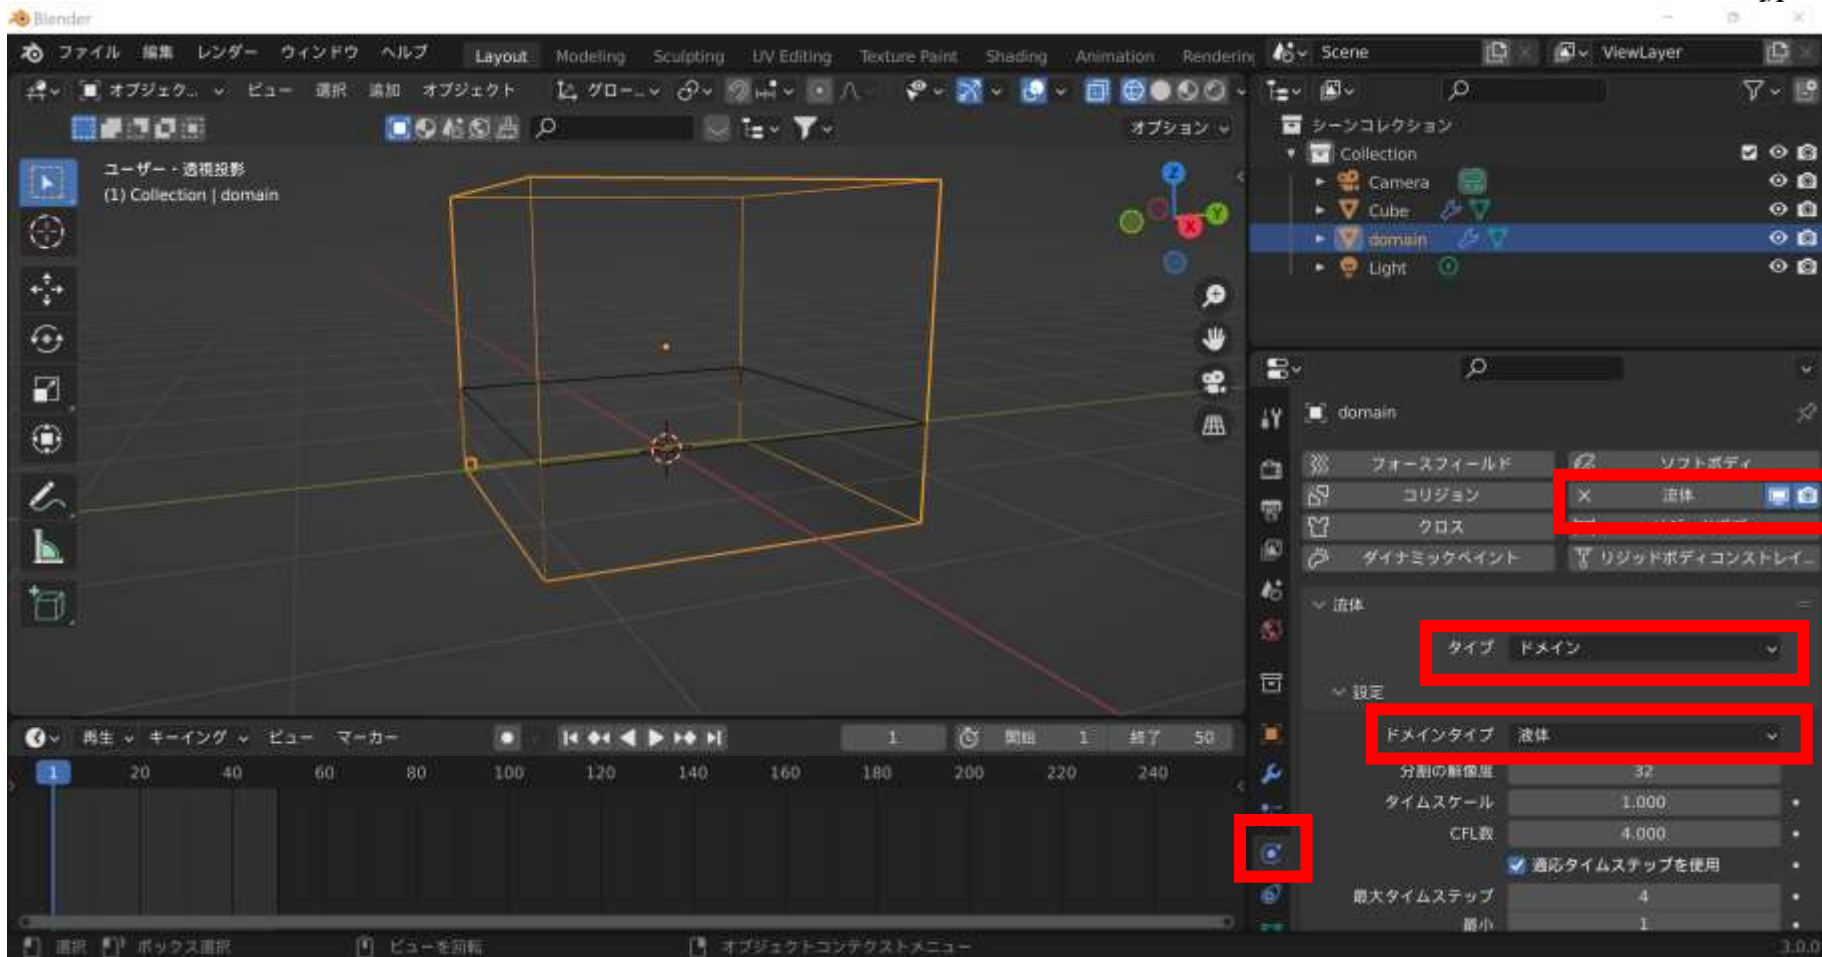 Blender
ファイル 編集 レンダー ウィンドウ ヘルプ Layout Modeling Sculpting UV Editing Texture Paint Shading Animation Renderin Scene ViewLayer
オブジェク... ビュー 選択 追加 オブジェクト グロー...
オプション
ユーザー・透視投影
(1) Collection | domain
Z
Y
X
シーンコレクション
Collection
Camera
Cube
domain
Light
domain
フォースフィールド ソフトボディ
コリジョン 流体
クロス
ダイナミックペイント リジッドボディコンストレイ...
流体
タイプ ドメイン
設定
ドメインタイプ 液体
分割の解像度 32
タイムスケール 1.000
CFL数 4.000
適応タイムステップを使用
最大タイムステップ 4
最小 1
再生 キーイング ビュー マーカー 1 開始 1 終了 50
1 20 40 60 80 100 120 140 160 180 200 220 240
選択 ボックス選択 ビューを回転 オブジェクトコンテクストメニュー 3.0.0